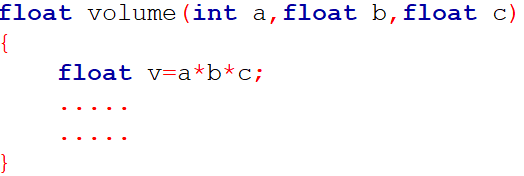 float volume(int a,float b,float c)
{
    float v=a*b*c;
    .....
    .....
}